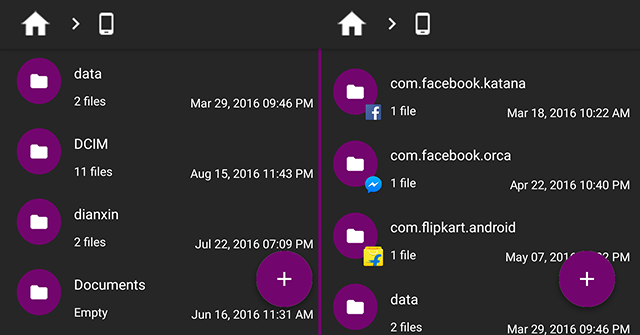 data
2 files
Mar 29, 2016 09:46 PM
DCIM
11 files
Aug 15, 2016 11:43 PM
dianxin
2 files
Jul 22, 2016 07:09 PM
Documents
Empty
Jun 16, 2016 11:31 AM
com.facebook.katana
1 file
Mar 18, 2016 10:22 AM
com.facebook.orca
1 file
Apr 22, 2016 10:40 PM
com.flipkart.android
1 file
May 07, 2 PM
data
2 files
Mar 29, 2016 09:46 PM